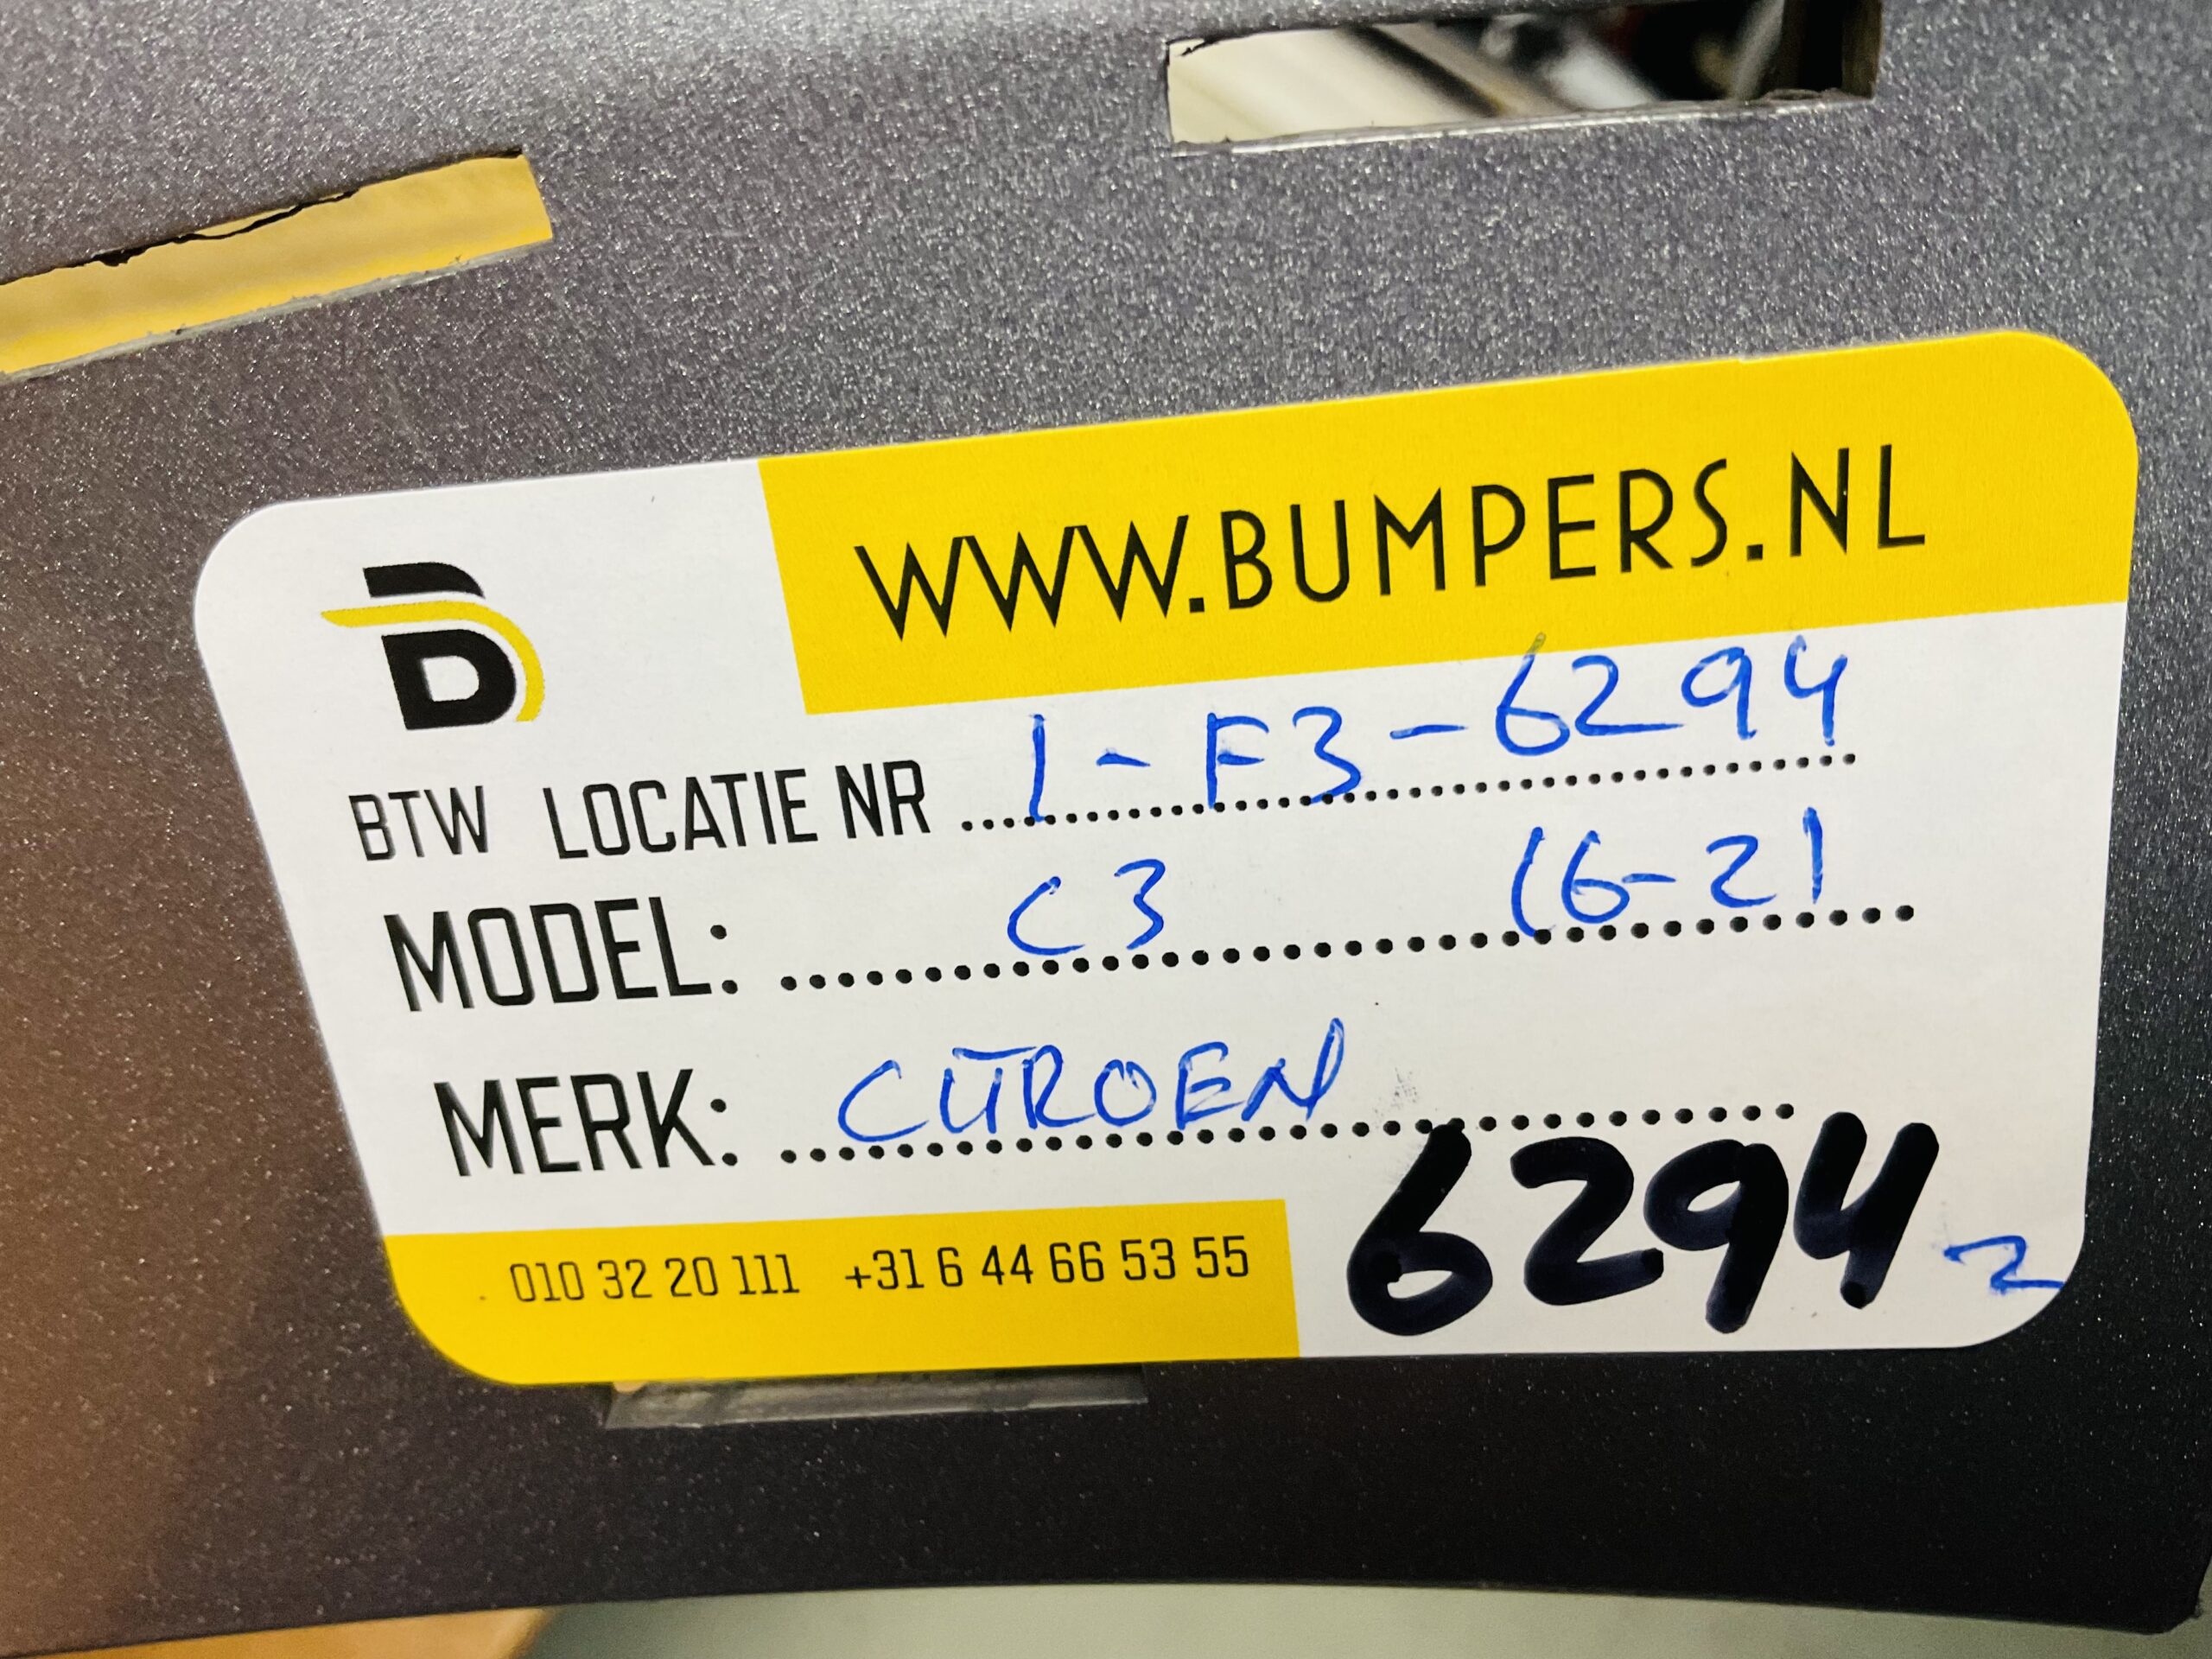 B
WWW.BUMPERS.NL
BTW LOCATIE NR 1-F3-6294
MODEL: C3 16-21
MERK: CITROEN
010 32 20 111 +31 6 44 66 53 55
6294 2